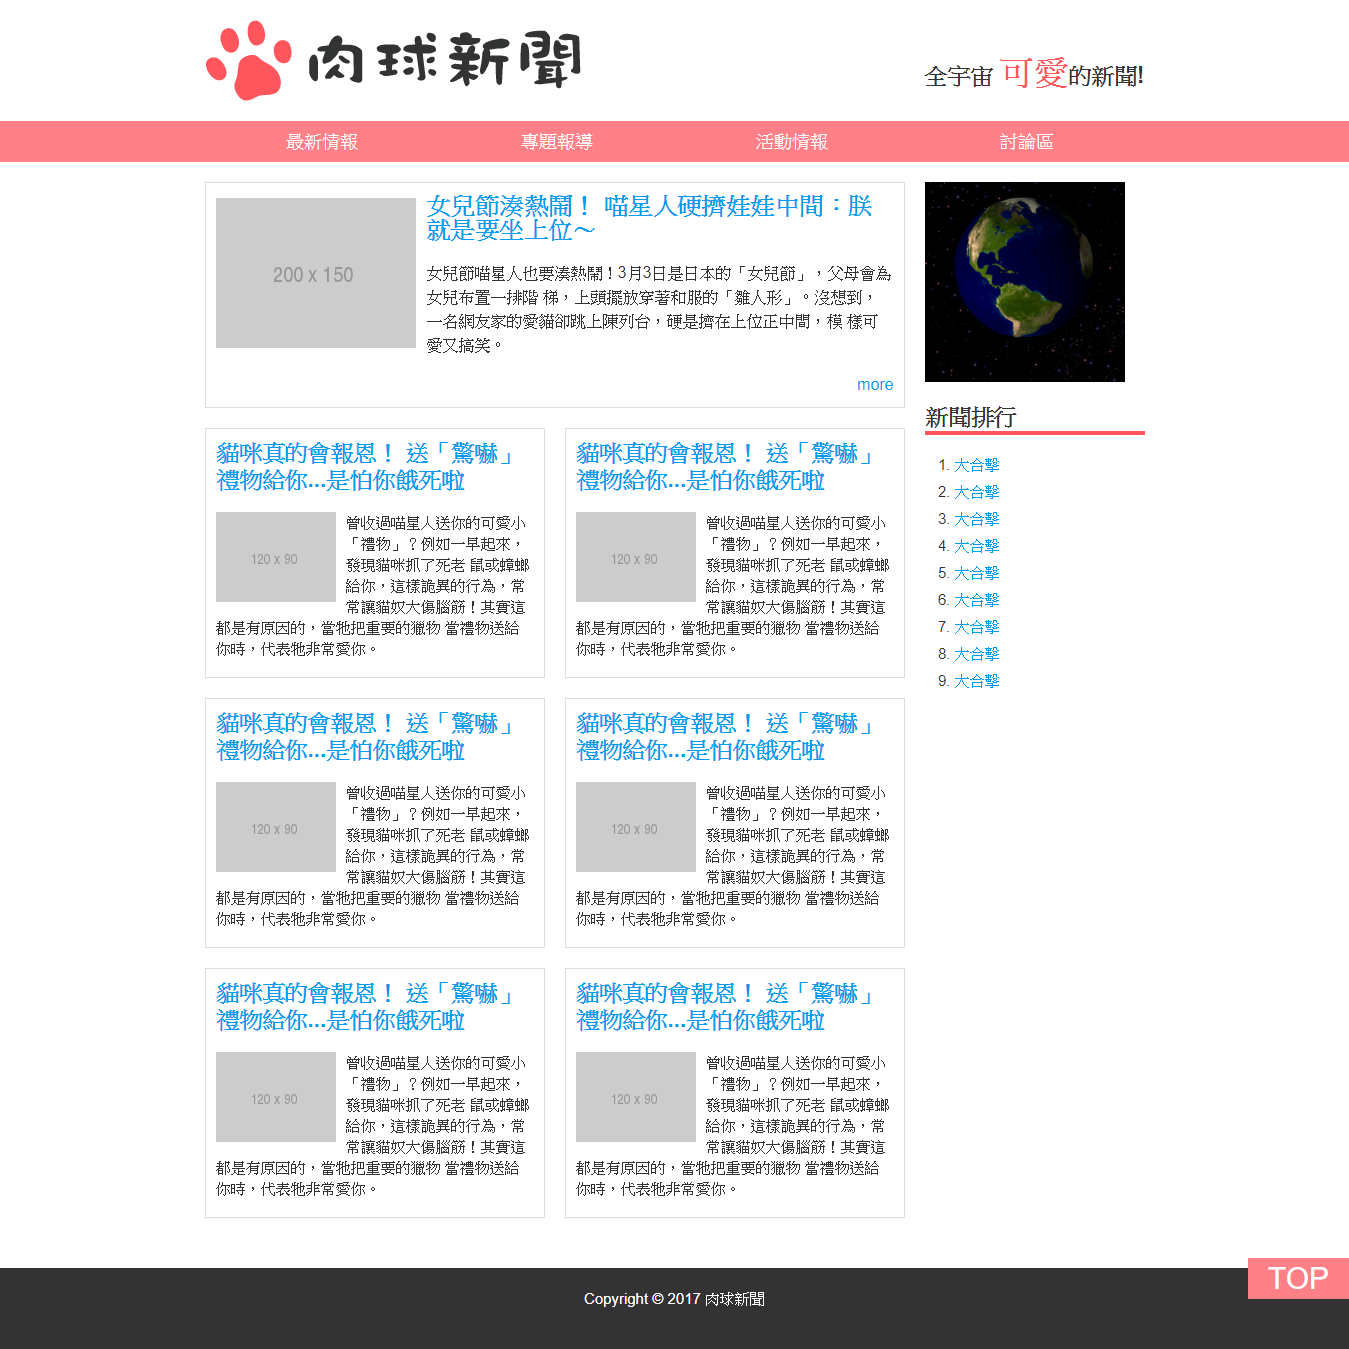 肉球新聞
全宇宙 可愛的新聞!
最新情報 專題報導 活動情報 討論區
200 x 150
女兒節湊熱鬧！ 喵星人硬擠娃娃中間：朕
就是要坐上位～
女兒節喵星人也要湊熱鬧！3月3日是日本的「女兒節」，父母會為
女兒布置一排階 梯，上頭擺放穿著和服的「雛人形」。沒想到，
一名網友家的愛貓卻跳上陳列台，硬是擠在上位正中間，模 樣可
愛又搞笑。
more
貓咪真的會報恩！ 送「驚嚇」
禮物給你...是怕你餓死啦
120 x 90
曾收過喵星人送你的可愛小
「禮物」？例如一早起來，
發現貓咪抓了死老 鼠或蟑螂
給你，這樣詭異的行為，常
常讓貓奴大傷腦筋！其實這
都是有原因的，當牠把重要的獵物 當禮物送給
你時，代表牠非常愛你。
貓咪真的會報恩！ 送「驚嚇」
禮物給你...是怕你餓死啦
120 x 90
曾收過喵星人送你的可愛小
「禮物」？例如一早起來，
發現貓咪抓了死老 鼠或蟑螂
給你，這樣詭異的行為，常
常讓貓奴大傷腦筋！其實這
都是有原因的，當牠把重要的獵物 當禮物送給
你時，代表牠非常愛你。
貓咪真的會報恩！ 送「驚嚇」
禮物給你...是怕你餓死啦
120 x 90
曾收過喵星人送你的可愛小
「禮物」？例如一早起來，
發現貓咪抓了死老 鼠或蟑螂
給你，這樣詭異的行為，常
常讓貓奴大傷腦筋！其實這
都是有原因的，當牠把重要的獵物 當禮物送給
你時，代表牠非常愛你。
貓咪真的會報恩！ 送「驚嚇」
禮物給你...是怕你餓死啦
120 x 90
曾收過喵星人送你的可愛小
「禮物」？例如一早起來，
發現貓咪抓了死老 鼠或蟑螂
給你，這樣詭異的行為，常
常讓貓奴大傷腦筋！其實這
都是有原因的，當牠把重要的獵物 當禮物送給
你時，代表牠非常愛你。
貓咪真的會報恩！ 送「驚嚇」
禮物給你...是怕你餓死啦
120 x 90
曾收過喵星人送你的可愛小
「禮物」？例如一早起來，
發現貓咪抓了死老 鼠或蟑螂
給你，這樣詭異的行為，常
常讓貓奴大傷腦筋！其實這
都是有原因的，當牠把重要的獵物 當禮物送給
你時，代表牠非常愛你。
貓咪真的會報恩！ 送「驚嚇」
禮物給你...是怕你餓死啦
120 x 90
曾收過喵星人送你的可愛小
「禮物」？例如一早起來，
發現貓咪抓了死老 鼠或蟑螂
給你，這樣詭異的行為，常
常讓貓奴大傷腦筋！其實這
都是有原因的，當牠把重要的獵物 當禮物送給
你時，代表牠非常愛你。
新聞排行
1. 大合擊
2. 大合擊
3. 大合擊
4. 大合擊
5. 大合擊
6. 大合擊
7. 大合擊
8. 大合擊
9. 大合擊
TOP
Copyright © 2017 肉球新聞